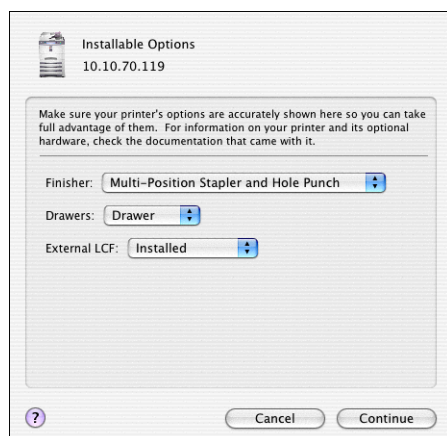 Installable Options
10.10.70.119
Make sure your printer's options are accurately shown here so you can take
full advantage of them.  For information on your printer and its optional
hardware, check the documentation that came with it.
Finisher: Multi-Position Stapler and Hole Punch
Drawers: Drawer
External LCF: Installed
? Cancel Continue